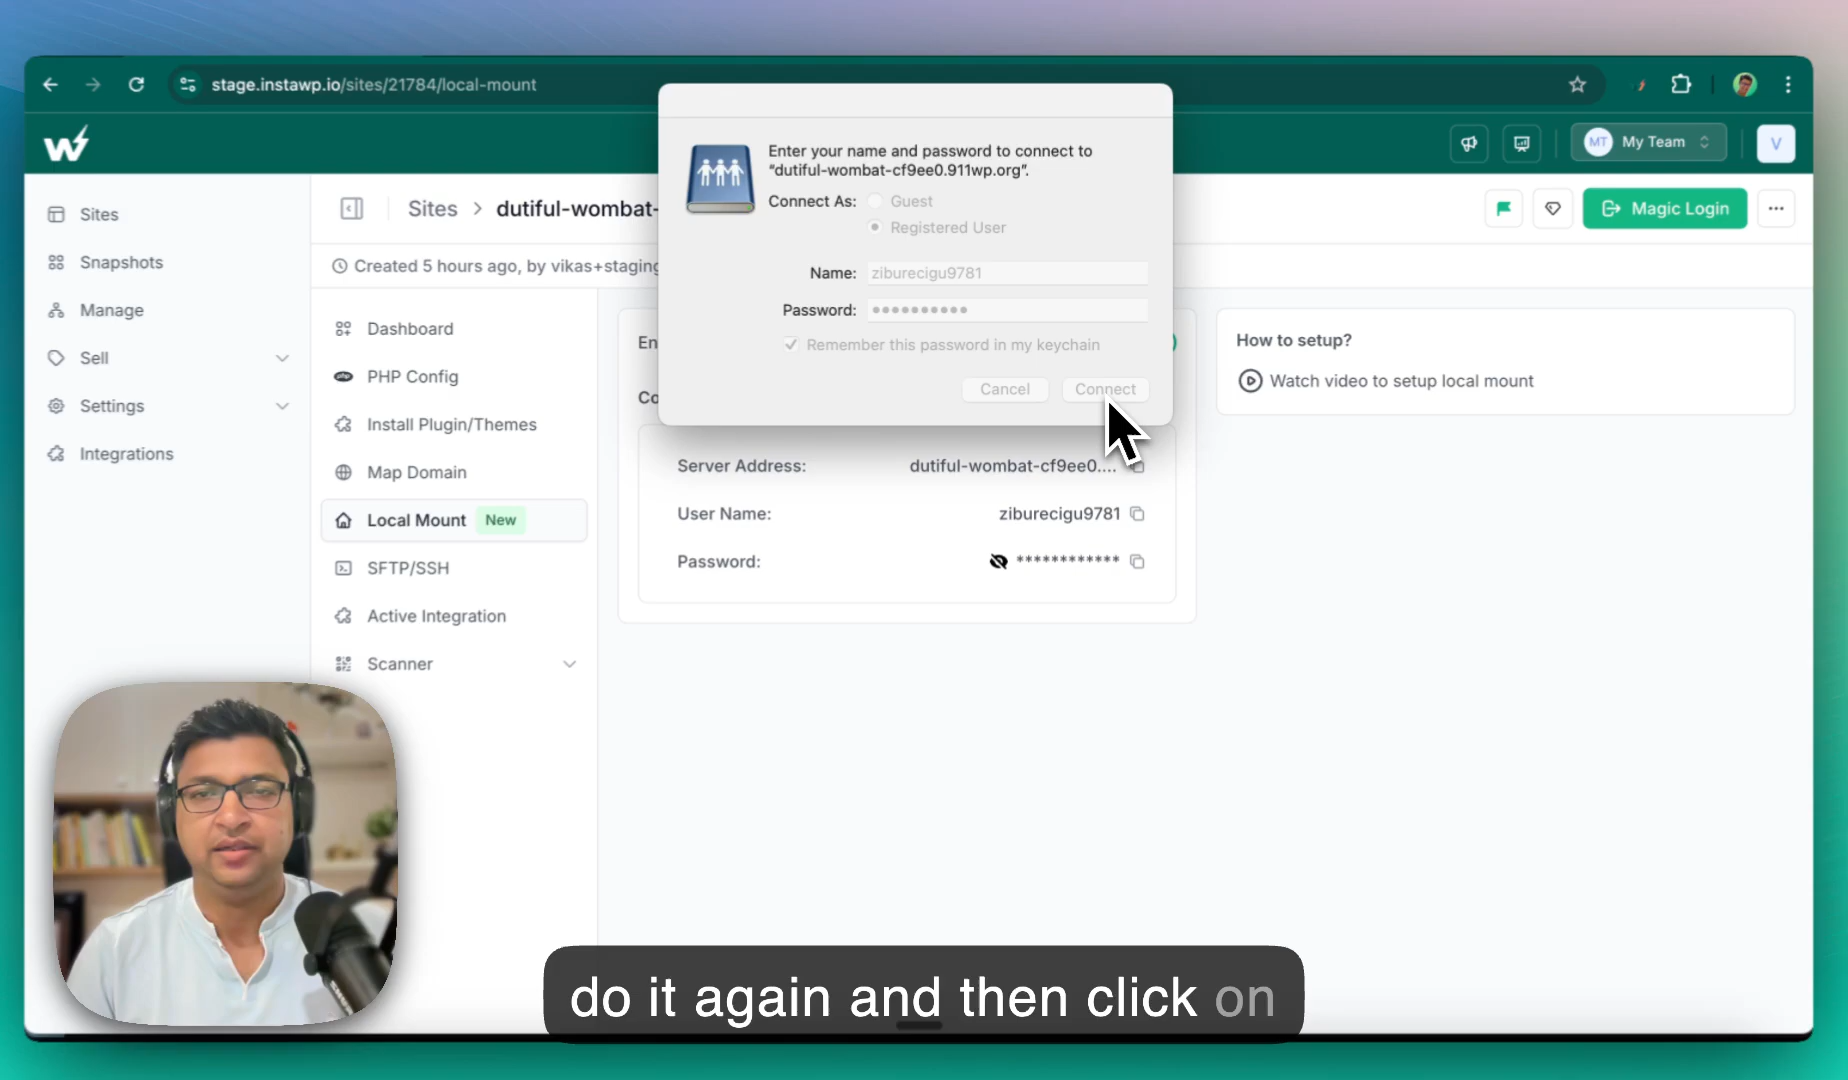 stage.instawp.io/sites/21784/local-mount
MT My Team
V
Sites
Snapshots
Manage
Sell
Settings
Integrations
Sites > dutiful-wombat-
Magic Login
Created 5 hours ago, by vikas+staging
Dashboard
PHP Config
Install Plugin/Themes
Map Domain
Local Mount New
SFTP/SSH
Active Integration
Scanner
Enter your name and password to connect to
“dutiful-wombat-cf9ee0.911wp.org”.
Connect As: Guest
Registered User
Name: ziburecigu9781
Password: ••••••••••
Remember this password in my keychain
Cancel Connect
En
Co
Server Address: dutiful-wombat-cf9ee0....
User Name: ziburecigu9781
Password: ************
How to setup?
Watch video to setup local mount
do it again and then click on